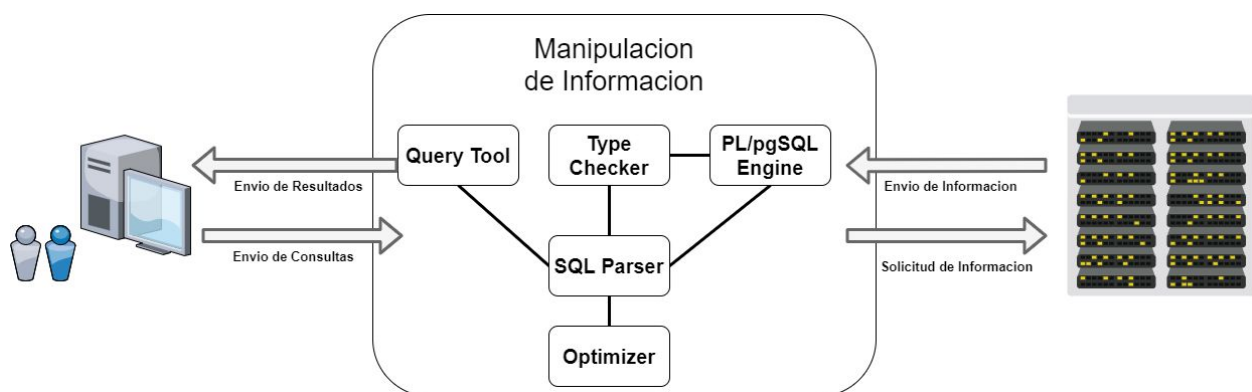 Manipulacion
de Informacion
Query Tool
Type
Checker
PL/pgSQL
Engine
Envio de Resultados
Envio de Informacion
Envio de Consultas
SQL Parser
Solicitud de Informacion
Optimizer